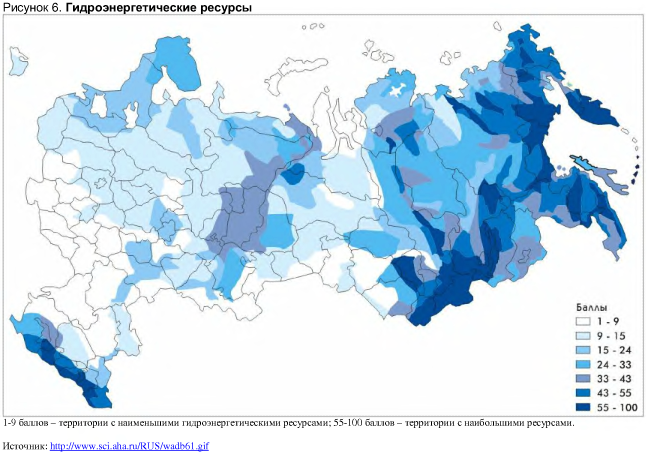 Рисунок 6. Гидроэнергетические ресурсы
Баллы
1 - 9
9 - 15
15 - 24
24 - 33
33 - 43
43 - 55
55 - 100
1-9 баллов – территории с наименьшими гидроэнергетическими ресурсами; 55-100 баллов – территории с наибольшими ресурсами.
Источник: http://www.sci.aha.ru/RUS/wadb61.gif